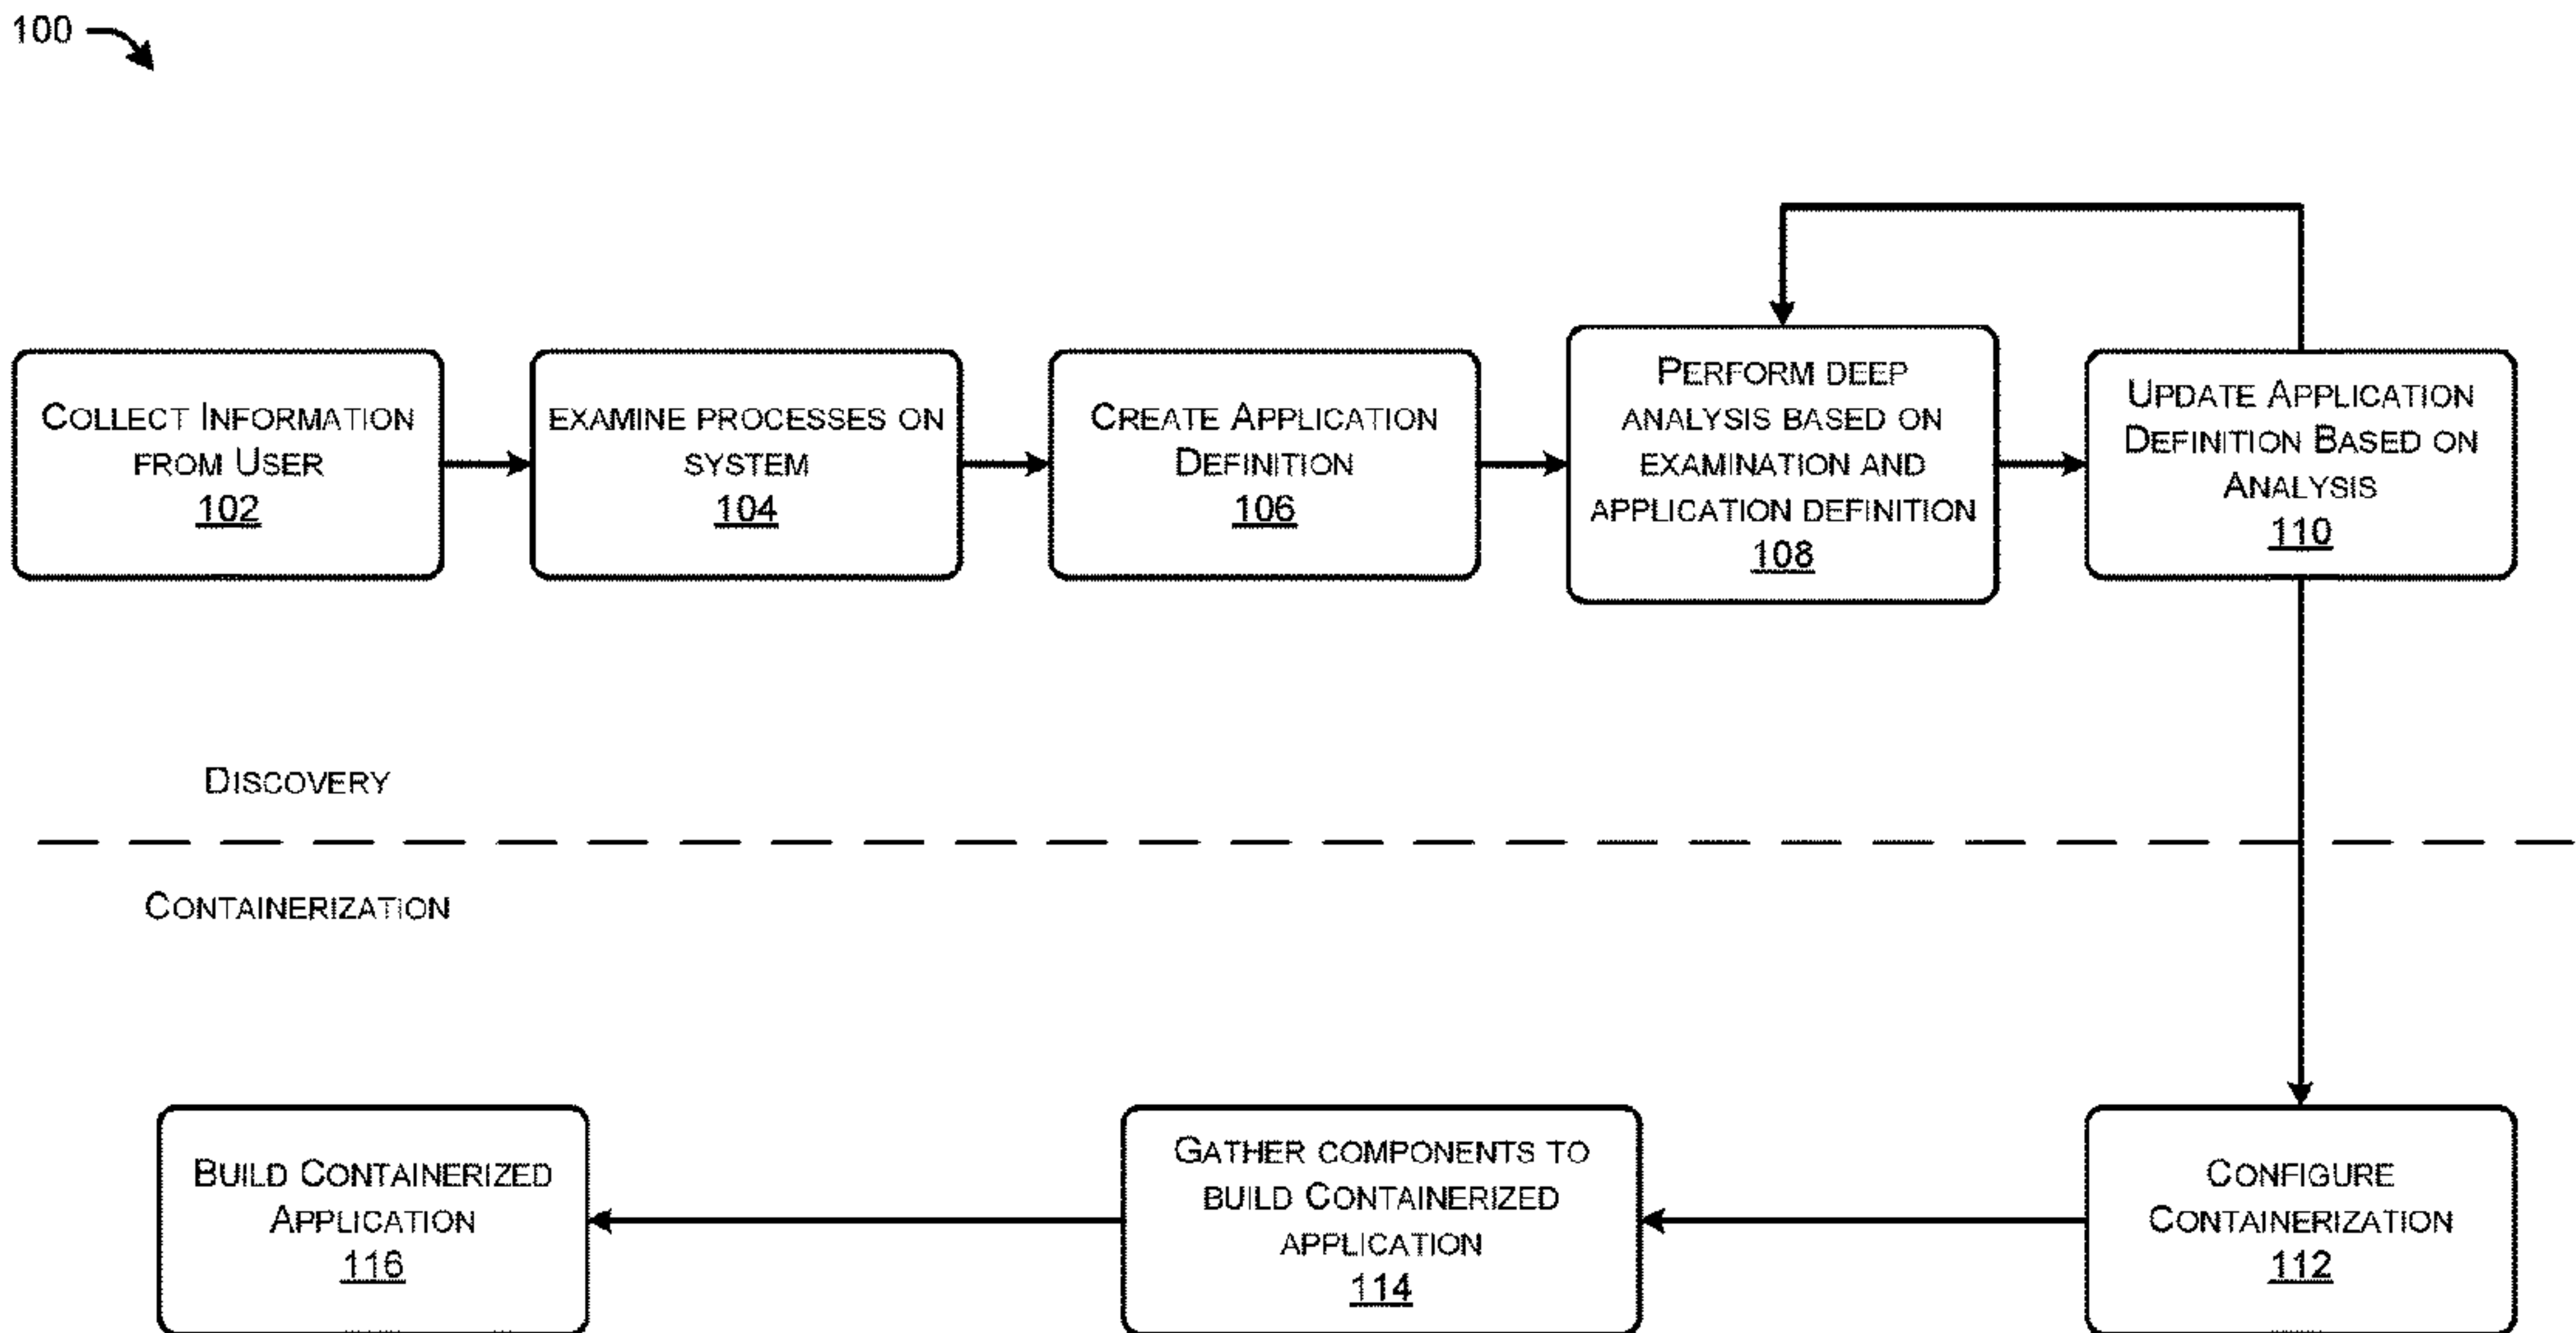 100
COLLECT INFORMATION
FROM USER
102
EXAMINE PROCESSES ON
SYSTEM
104
CREATE APPLICATION
DEFINITION
106
PERFORM DEEP
ANALYSIS BASED ON
EXAMINATION AND
APPLICATION DEFINITION
108
UPDATE APPLICATION
DEFINITION BASED ON
ANALYSIS
110
DISCOVERY
CONTAINERIZATION
BUILD CONTAINERIZED
APPLICATION
116
GATHER COMPONENTS TO
BUILD CONTAINERIZED
APPLICATION
114
CONFIGURE
CONTAINERIZATION
112